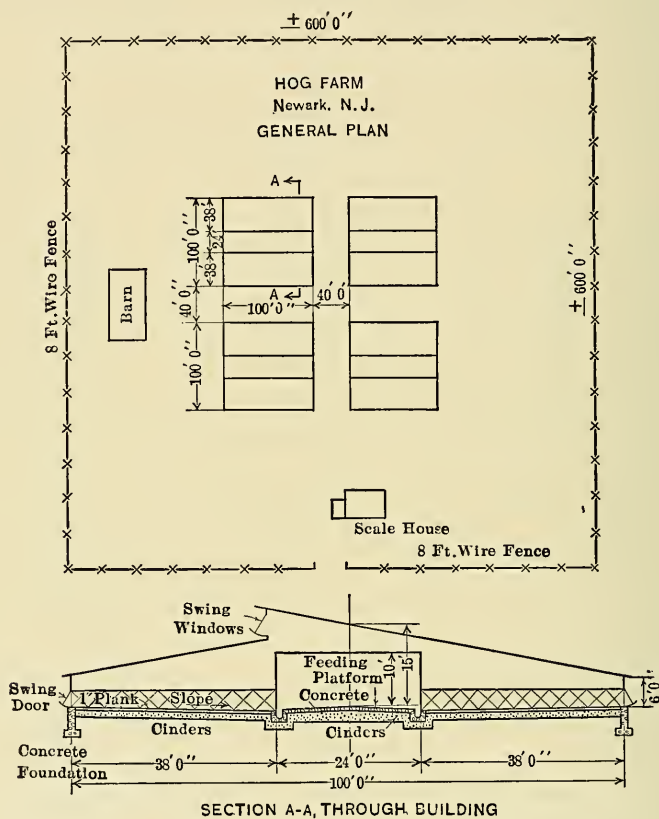 ± 600'0"
HOG FARM
Newark, N.J.
GENERAL PLAN
A
100'0"
38'
24'
38'
8 Ft. Wire Fence
Barn
40'0"
A
100'0"
40'0"
± 600'0"
100'0"
Scale House
8 Ft. Wire Fence
Swing
Windows
Feeding
Platform
Concrete
10'
15'
Swing
Door
1" Plank
Slope
6'0"
Cinders
Cinders
Concrete
Foundation
38'0"
24'0"
38'0"
100'0"
SECTION A-A, THROUGH BUILDING